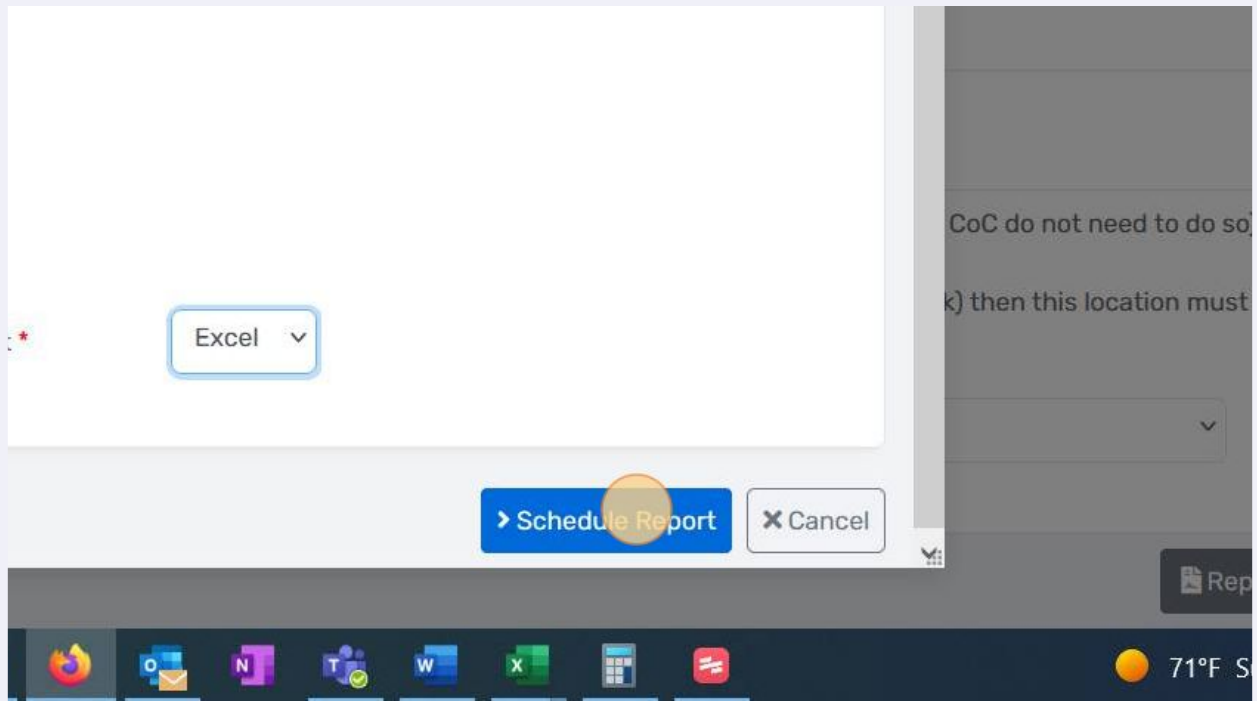 CoC do not need to do so)
k) then this location must
*
Excel
Schedule Report
Cancel
Rep
71°F S